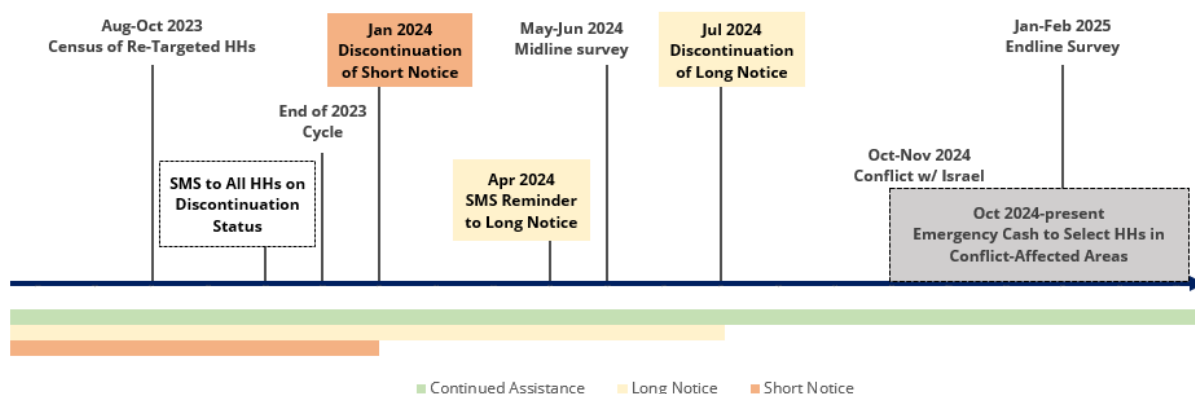 Aug-Oct 2023
Census of Re-Targeted HHs
Jan 2024
Discontinuation
of Short Notice
May-Jun 2024
Midline survey
Jul 2024
Discontinuation
of Long Notice
Jan-Feb 2025
Endline Survey
End of 2023
Cycle
SMS to All HHs on
Discontinuation
Status
Apr 2024
SMS Reminder
to Long Notice
Oct-Nov 2024
Conflict w/ Israel
Oct 2024-present
Emergency Cash to Select HHs in
Conflict-Affected Areas
Continued Assistance
Long Notice
Short Notice